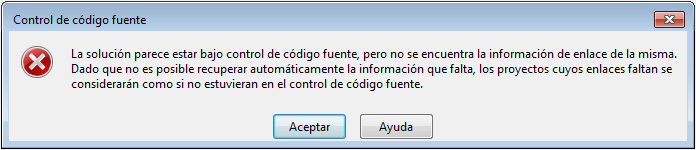 Control de código fuente
La solución parece estar bajo control de código fuente, pero no se encuentra la información de enlace de la misma.
Dado que no es posible recuperar automáticamente la información que falta, los proyectos cuyos enlaces faltan se
considerarán como si no estuvieran en el control de código fuente.
Aceptar
Ayuda